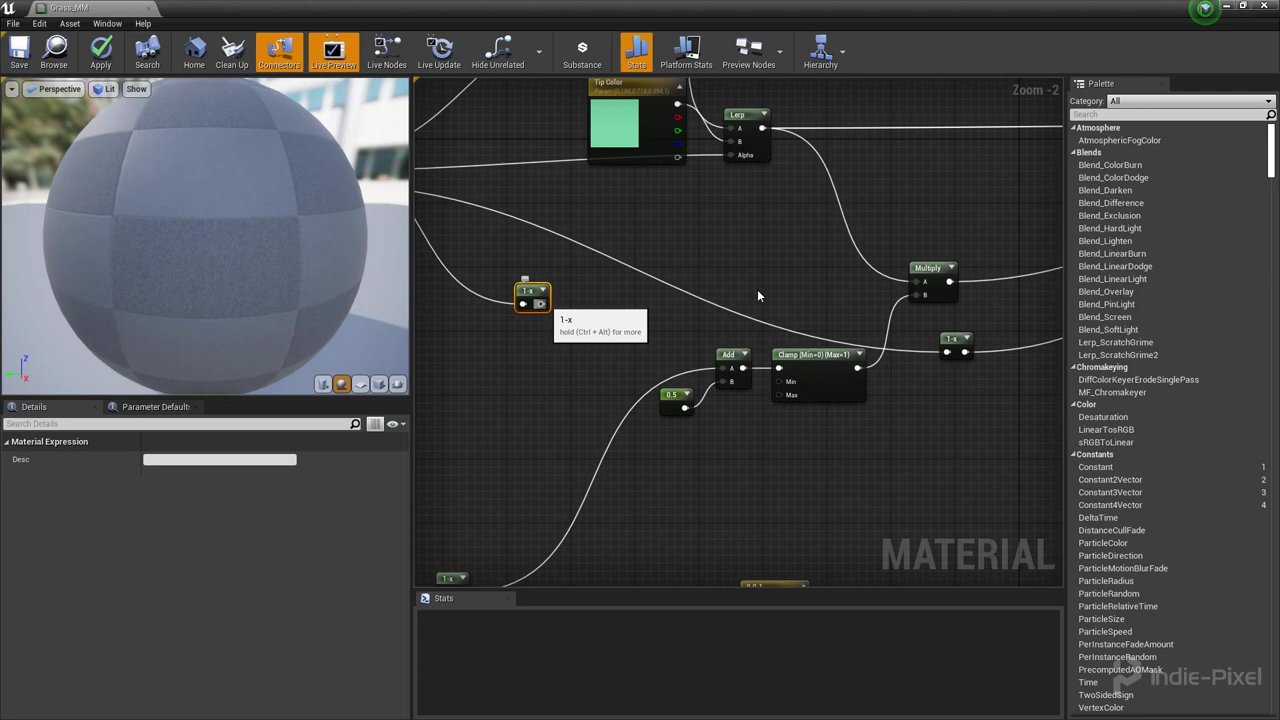 Grass_MM
File Edit Asset Window Help
Save Browse Apply Search Home Clean Up Connectors Live Preview Live Nodes Live Update Hide Unrelated Substance Stats Platform Stats Preview Nodes Hierarchy
Perspective Lit Show
Zoom -2
Tip Color
Lerp
A
B
Alpha
Multiply
A
B
1-x
1-x
hold (Ctrl + Alt) for more
1-x
Add
A
B
0.5
Clamp (Min=0) (Max=1)
Min
Max
1-x
MATERIAL
Z
X
Details
Parameter Default:
Search Details
Material Expression
Desc
Stats
Palette
Category: All
Search
Atmosphere
AtmosphericFogColor
Blends
Blend_ColorBurn
Blend_ColorDodge
Blend_Darken
Blend_Difference
Blend_Exclusion
Blend_HardLight
Blend_Lighten
Blend_LinearBurn
Blend_LinearDodge
Blend_LinearLight
Blend_Overlay
Blend_PinLight
Blend_Screen
Blend_SoftLight
Lerp_ScratchGrime
Lerp_ScratchGrime2
Chromakeying
DiffColorKeyerErodeSinglePass
MF_Chromakeyer
Color
Desaturation
LinearTosRGB
sRGBToLinear
Constants
Constant 1
Constant2Vector 2
Constant3Vector 3
Constant4Vector 4
DeltaTime
DistanceCullFade
ParticleColor
ParticleDirection
ParticleMotionBlurFade
ParticleRadius
ParticleRandom
ParticleRelativeTime
ParticleSize
ParticleSpeed
PerInstanceFadeAmount
PerInstanceRandom
PrecomputedAOMask
Time
TwoSidedSign
VertexColor
Indie-Pixel